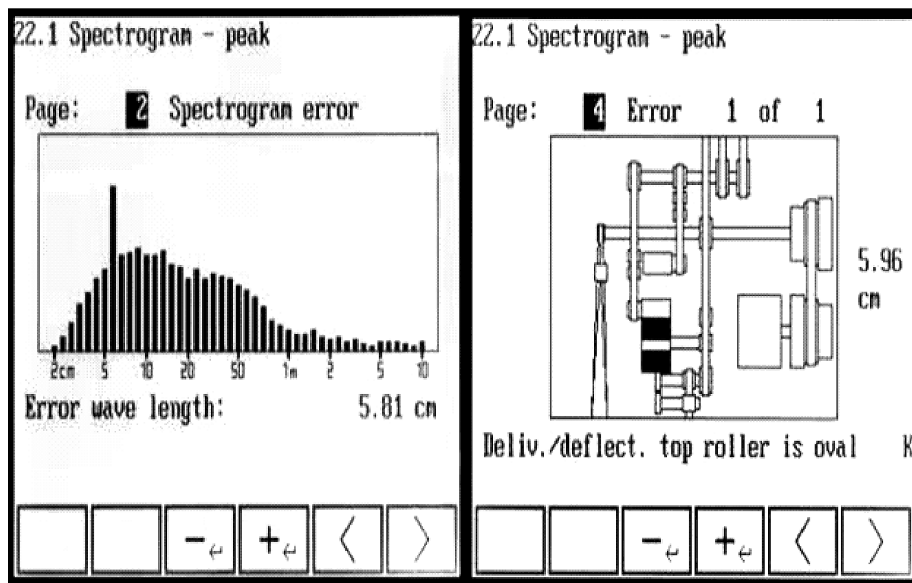 22.1 Spectrogram - peak
Page: 2 Spectrogram error
2cm 5 10 20 50 1m 2 5 10
Error wave length: 5.81 cm
- + < >
22.1 Spectrogram - peak
Page: 4 Error 1 of 1
5.96
cm
Deliv./deflect. top roller is oval K
- + < >